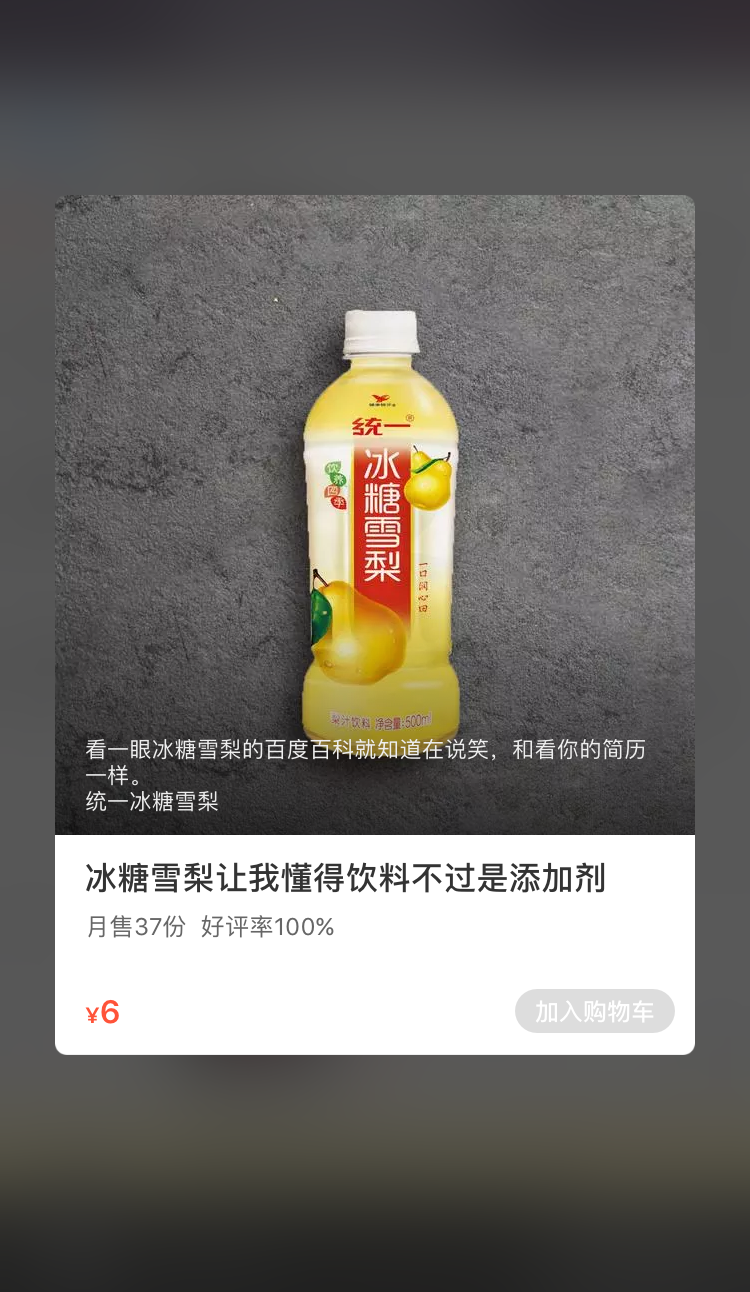 统一®
饮养四季
冰糖雪梨
一口润心田
梨汁饮料 净含量:500ml
看一眼冰糖雪梨的百度百科就知道在说笑，和看你的简历
一样。
统一冰糖雪梨
冰糖雪梨让我懂得饮料不过是添加剂
月售37份 好评率100%
¥6
加入购物车